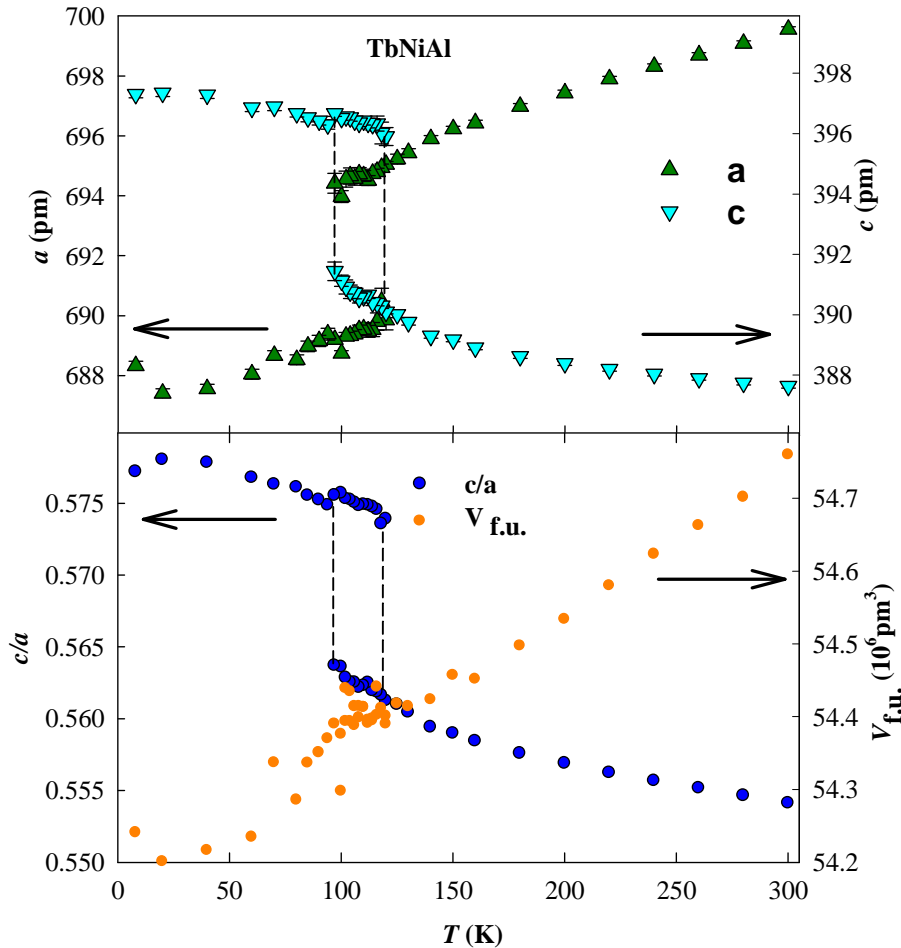 TbNiAl
700
698
696
694
692
690
688
a (pm)
398
396
394
392
390
388
c (pm)
a
c
0.575
0.570
0.565
0.560
0.555
0.550
c/a
c/a
V f.u.
54.7
54.6
54.5
54.4
54.3
54.2
V f.u. (10⁶pm³)
0 50 100 150 200 250 300
T (K)